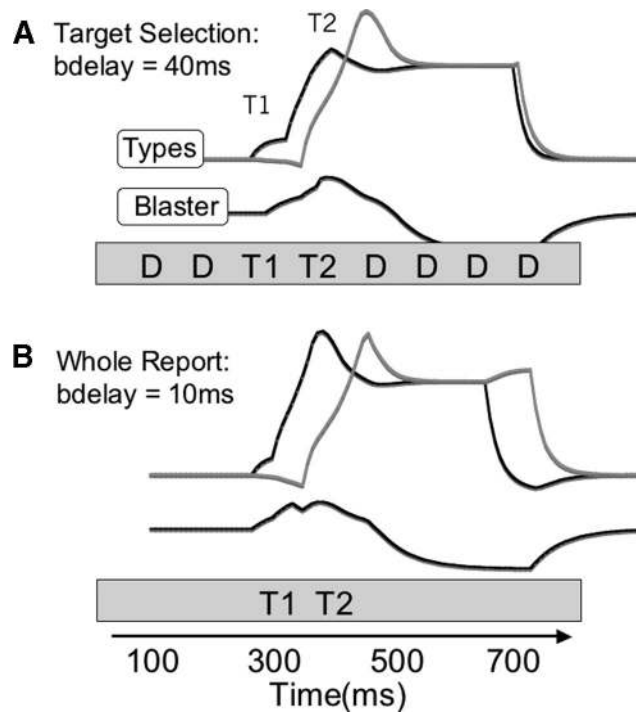 A Target Selection:
bdelay = 40ms
T2
T1
Types
Blaster
D D T1 T2 D D D D
B Whole Report:
bdelay = 10ms
T1 T2
100 300 500 700
Time(ms)